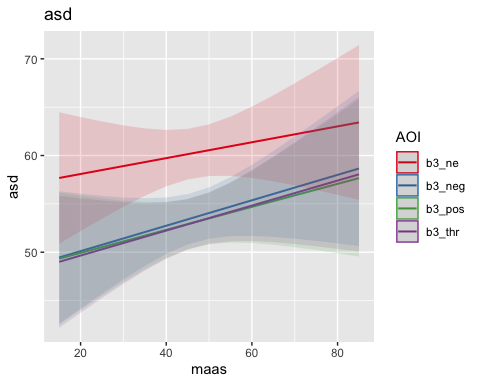 asd
70
60
50
asd
20
40
60
80
maas
AOI
b3_ne
b3_neg
b3_pos
b3_thr